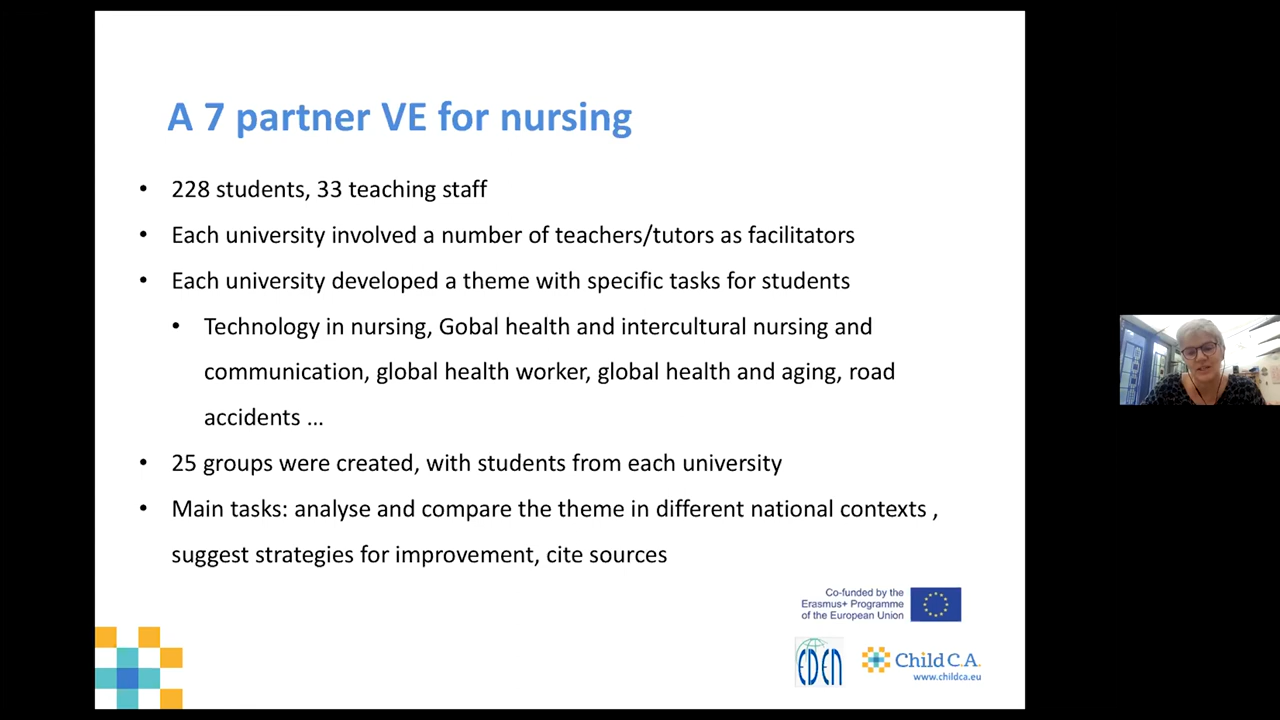 A 7 partner VE for nursing
• 228 students, 33 teaching staff
• Each university involved a number of teachers/tutors as facilitators
• Each university developed a theme with specific tasks for students
• Technology in nursing, Gobal health and intercultural nursing and
communication, global health worker, global health and aging, road
accidents ...
• 25 groups were created, with students from each university
• Main tasks: analyse and compare the theme in different national contexts ,
suggest strategies for improvement, cite sources
Co-funded by the
Erasmus+ Programme
of the European Union
EDEN
Child C.A.
www.childca.eu